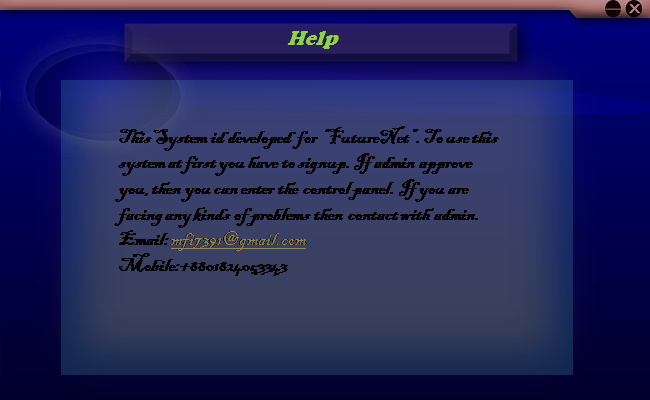 Help
This System id developed for "FutureNet". To use this
system at first you have to signup. If admin approve
you, then you can enter the control panel. If you are
facing any kinds of problems then contact with admin.
Email: mfi7391@gmail.com
Mobile:+8801824053343